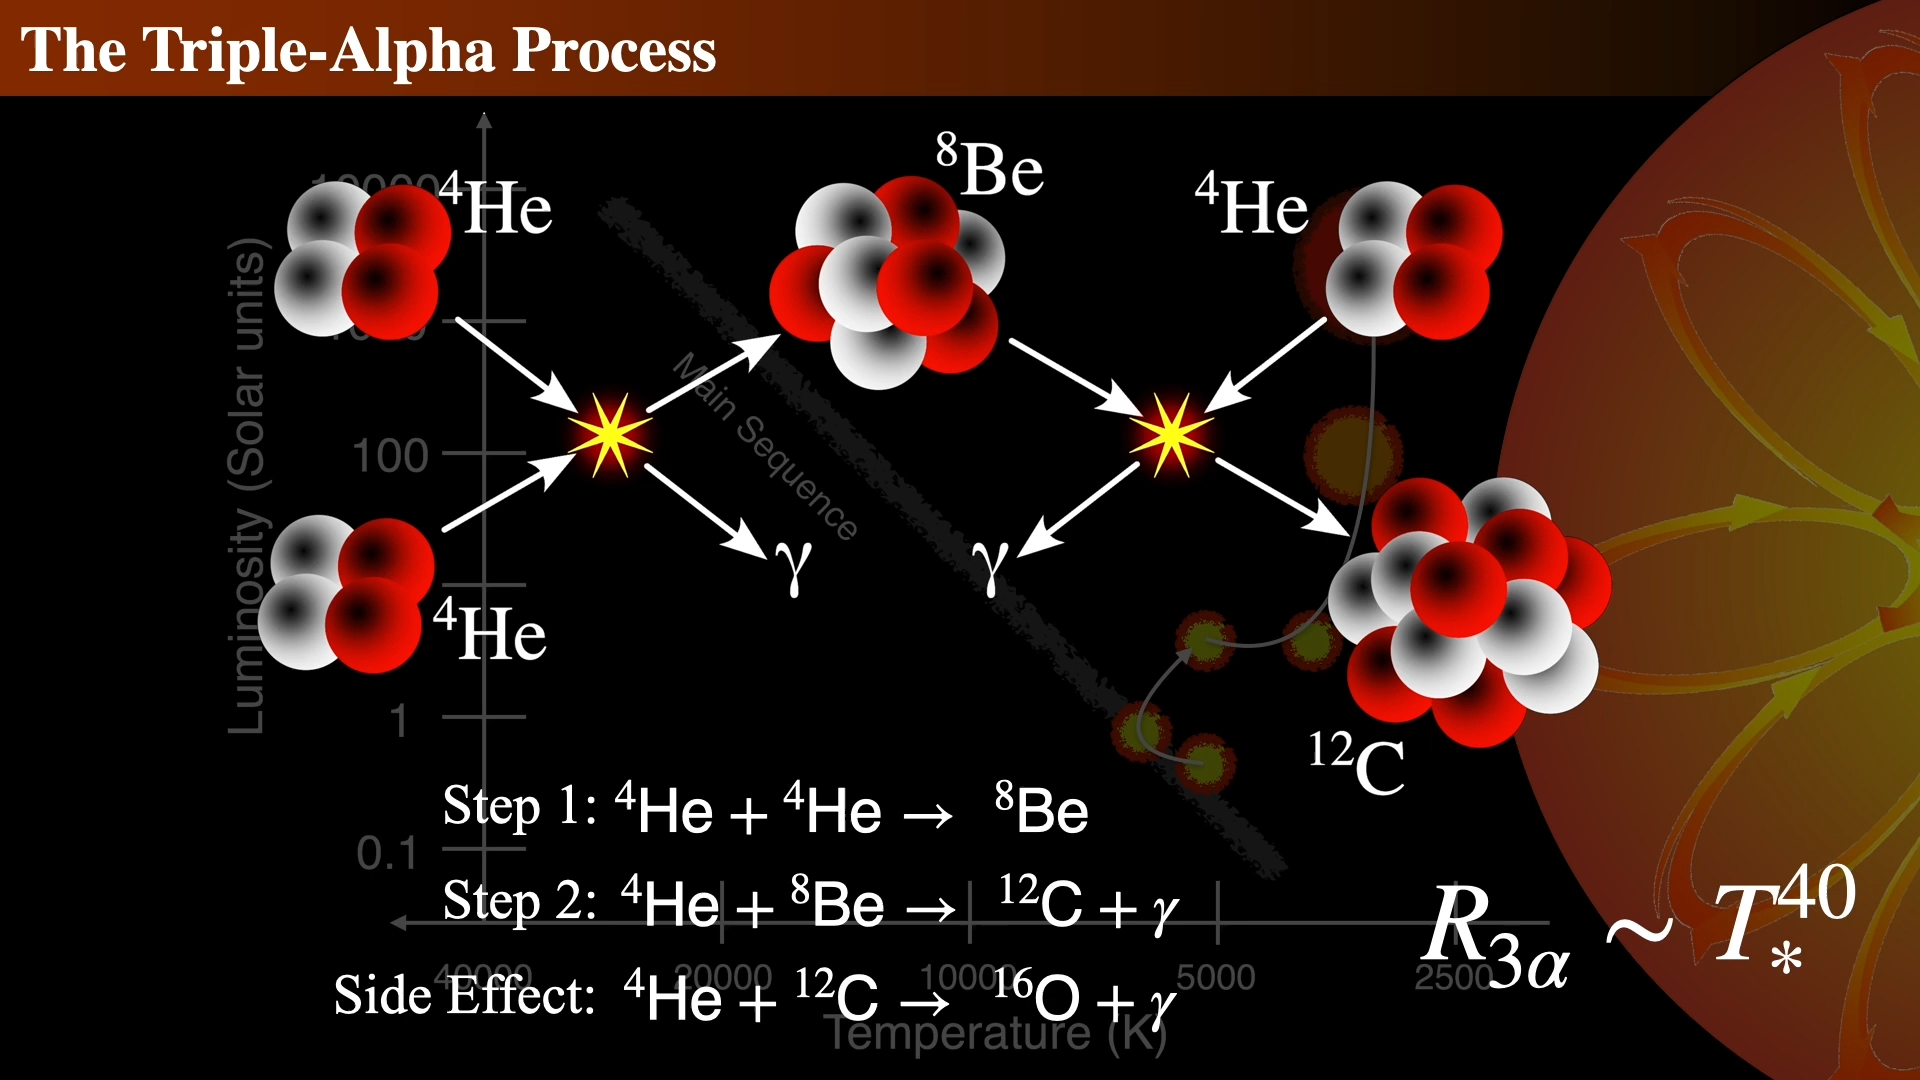 The Triple-Alpha Process
⁴He
⁸Be
⁴He
10000
Luminosity (Solar units)
Main Sequence
100
γ
γ
⁴He
1
¹²C
Step 1: ⁴He + ⁴He → ⁸Be
0.1
Step 2: ⁴He + ⁸Be → ¹²C + γ
R₃α ~ T*⁴⁰
40000 20000 10000 5000 2500
Side Effect: ⁴He + ¹²C → ¹⁶O + γ
Temperature (K)